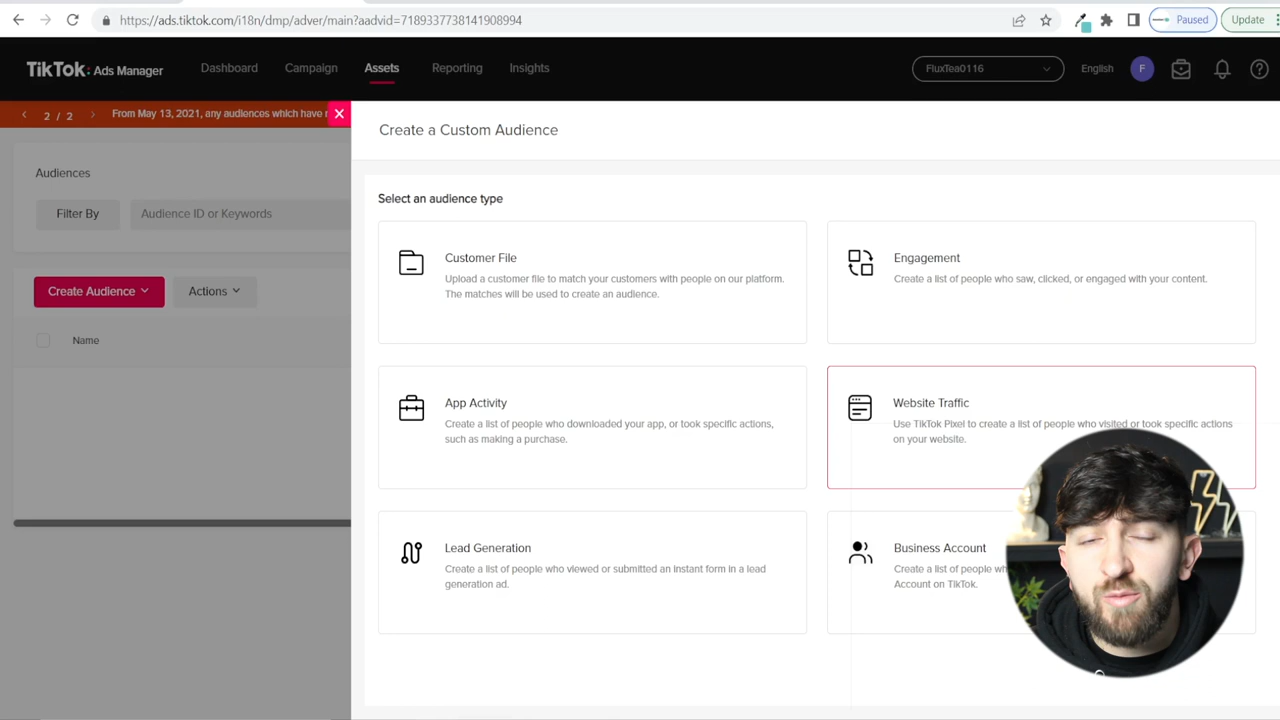 https://ads.tiktok.com/i18n/dmp/adver/main?aadvid=7189337738141908994
Paused
Update
TikTok: Ads Manager
Dashboard
Campaign
Assets
Reporting
Insights
FluxTea0116
English
F
2 / 2
From May 13, 2021, any audiences which have
Create a Custom Audience
Audiences
Filter By
Audience ID or Keywords
Create Audience
Actions
Name
Select an audience type
Customer File
Upload a customer file to match your customers with people on our platform.
The matches will be used to create an audience.
Engagement
Create a list of people who saw, clicked, or engaged with your content.
App Activity
Create a list of people who downloaded your app, or took specific actions,
such as making a purchase.
Website Traffic
Use TikTok Pixel to create a list of people who visited or took specific actions
on your website.
Lead Generation
Create a list of people who viewed or submitted an instant form in a lead
generation ad.
Business Account
Create a list of people
Account on TikTok.